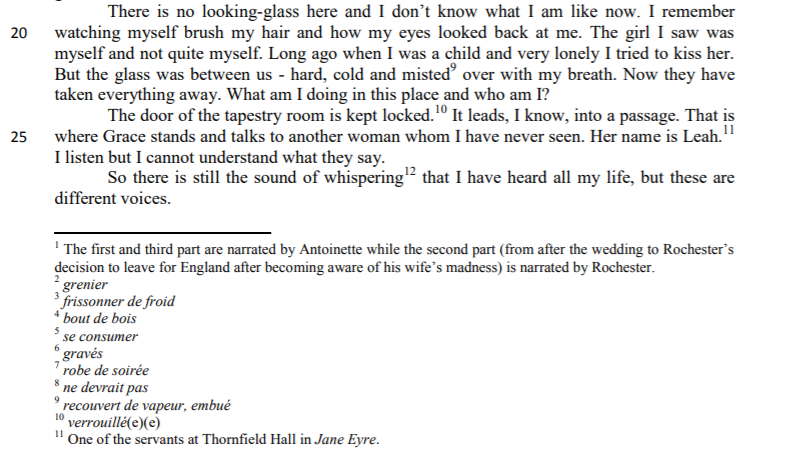 There is no looking-glass here and I don’t know what I am like now. I remember
20 watching myself brush my hair and how my eyes looked back at me. The girl I saw was
myself and not quite myself. Long ago when I was a child and very lonely I tried to kiss her.
But the glass was between us - hard, cold and misted⁹ over with my breath. Now they have
taken everything away. What am I doing in this place and who am I?
The door of the tapestry room is kept locked.¹⁰ It leads, I know, into a passage. That is
25 where Grace stands and talks to another woman whom I have never seen. Her name is Leah.¹¹
I listen but I cannot understand what they say.
So there is still the sound of whispering¹² that I have heard all my life, but these are
different voices.
¹ The first and third part are narrated by Antoinette while the second part (from after the wedding to Rochester’s
decision to leave for England after becoming aware of his wife’s madness) is narrated by Rochester.
² grenier
³ frissonner de froid
⁴ bout de bois
⁵ se consumer
⁶ gravés
⁷ robe de soirée
⁸ ne devrait pas
⁹ recouvert de vapeur, embué
¹⁰ verrouillé(e)(e)
¹¹ One of the servants at Thornfield Hall in Jane Eyre.